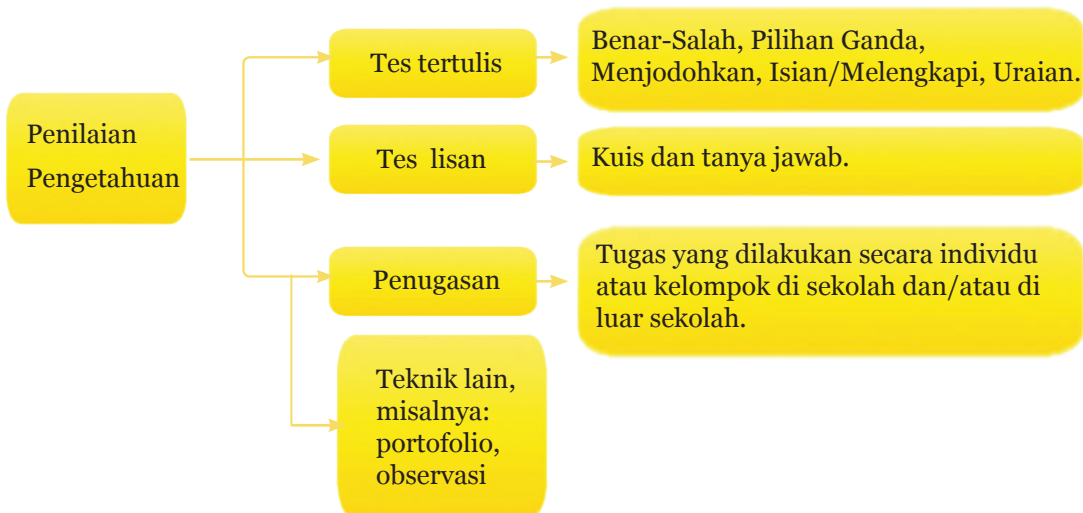 Penilaian
Pengetahuan
Tes tertulis
Benar-Salah, Pilihan Ganda,
Menjodohkan, Isian/Melengkapi, Uraian.
Tes lisan
Kuis dan tanya jawab.
Penugasan
Tugas yang dilakukan secara individu
atau kelompok di sekolah dan/atau di
luar sekolah.
Teknik lain,
misalnya:
portofolio,
observasi